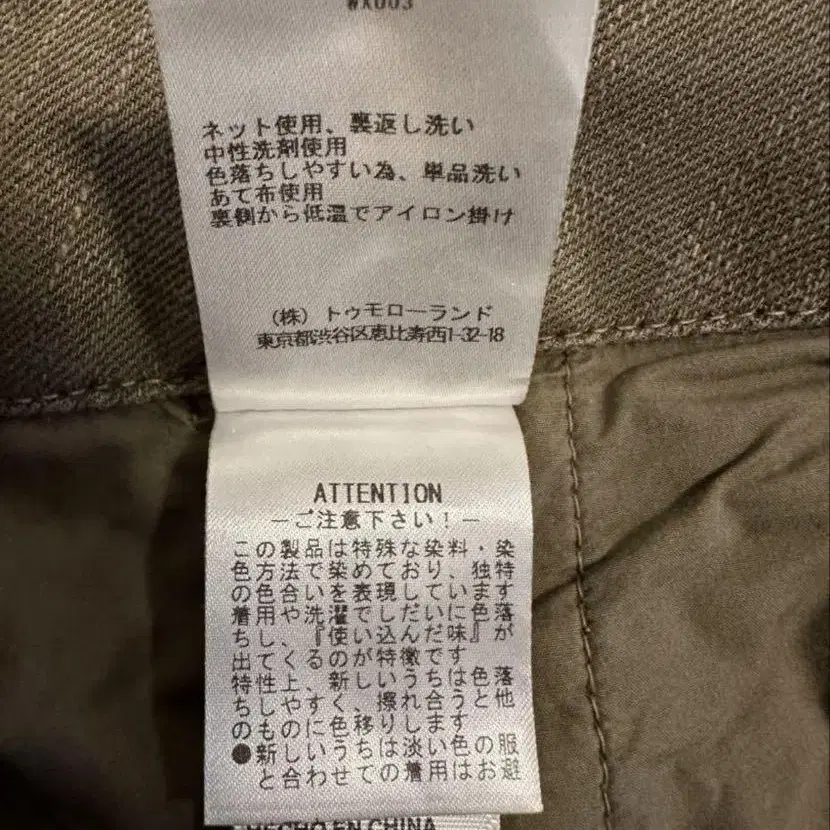 WX003
ネット使用、裏返し洗い
中性洗剤使用
色落ちしやすい為、単品洗い
あて布使用
裏側から低温でアイロン掛け
(株)トゥモローランド
東京都渋谷区恵比寿西1-32-18
ATTENTION
－ご注意下さい！－
この製品は特殊な染料・染
色方法で染めており、独特
の色合いを表現しています
着用や洗濯でしだいに色落
ちし、『使い込んだ味』が
出てくるのが特徴です
特性上、新しいうちは色落
ちしやすく、擦れ合うと他
のものに色移りします
●新しいうちは淡い色の服
と合わせての着用はお避
HECHO EN CHINA